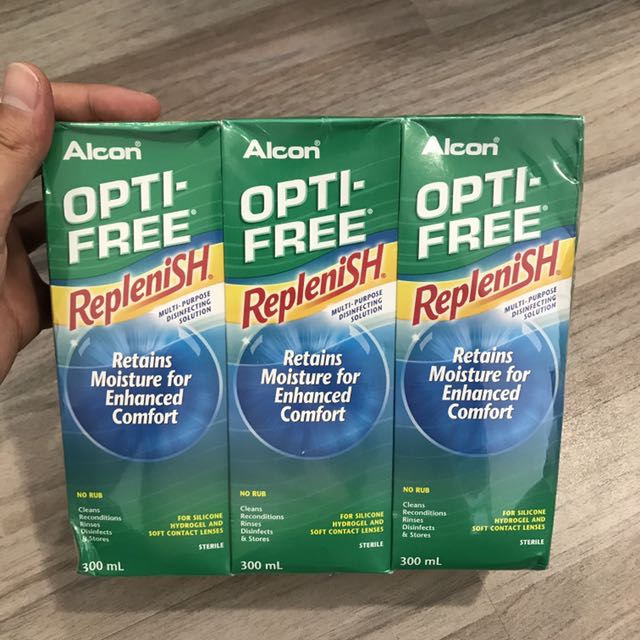 Alcon®
OPTI-
FREE®
RepleniSH®
MULTI-PURPOSE
DISINFECTING
SOLUTION
Retains
Moisture for
Enhanced
Comfort
NO RUB
Cleans
Reconditions
Rinses
Disinfects
& Stores
FOR SILICONE
HYDROGEL AND
SOFT CONTACT LENSES
STERILE
300 mL
Alcon®
OPTI-
FREE®
RepleniSH®
MULTI-PURPOSE
DISINFECTING
SOLUTION
Retains
Moisture for
Enhanced
Comfort
NO RUB
Cleans
Reconditions
Rinses
Disinfects
& Stores
FOR SILICONE
HYDROGEL AND
SOFT CONTACT LENSES
STERILE
300 mL
Alcon®
OPTI-
FREE®
RepleniSH®
MULTI-PURPOSE
DISINFECTING
SOLUTION
Retains
Moisture for
Enhanced
Comfort
NO RUB
Cleans
Reconditions
Rinses
Disinfects
& Stores
FOR SILICONE
HYDROGEL AND
SOFT CONTACT LENSES
STERILE
300 mL